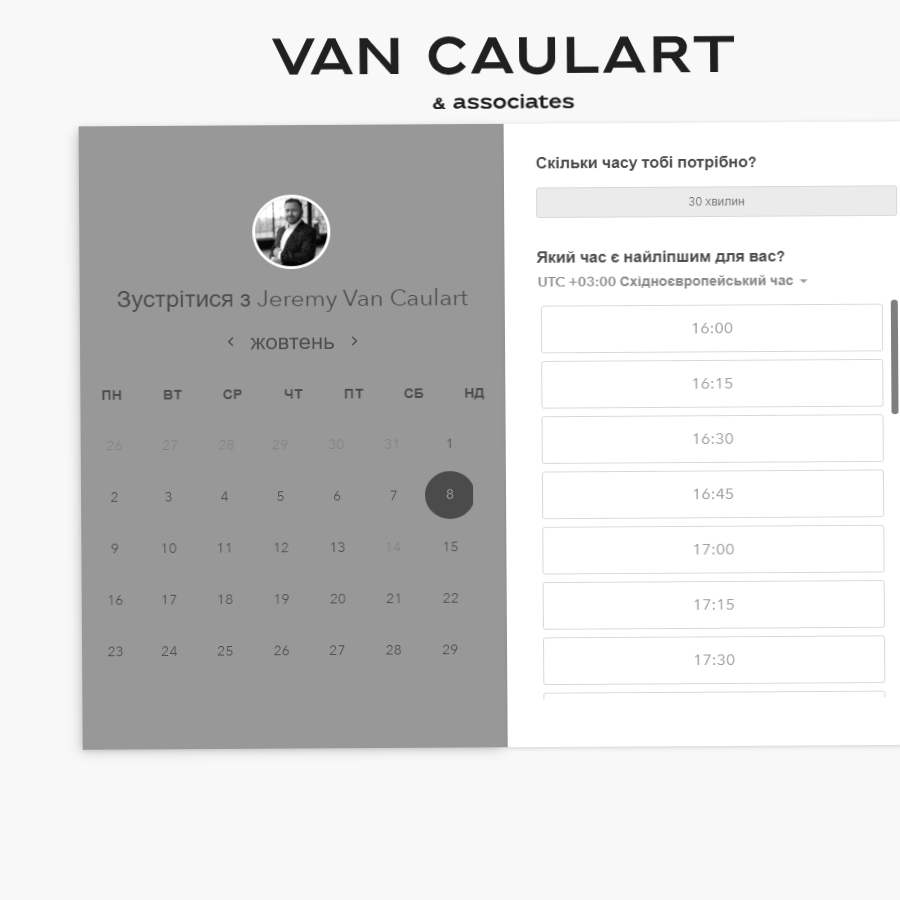 VAN CAULART
& associates
Зустрітися з Jeremy Van Caulart
жовтень
ПН ВТ СР ЧТ ПТ СБ НД
26 27 28 29 30 31 1
2 3 4 5 6 7 8
9 10 11 12 13 14 15
16 17 18 19 20 21 22
23 24 25 26 27 28 29
Скільки часу тобі потрібно?
30 хвилин
Який час є найліпшим для вас?
UTC +03:00 Східноєвропейський час
16:00
16:15
16:30
16:45
17:00
17:15
17:30